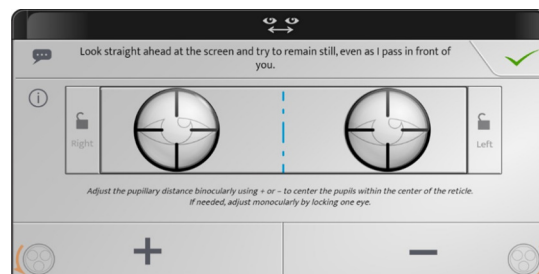 Look straight ahead at the screen and try to remain still, even as I pass in front of
you.
Right
Left
Adjust the pupillary distance binocularly using + or – to center the pupils within the center of the reticle.
If needed, adjust monocularly by locking one eye.